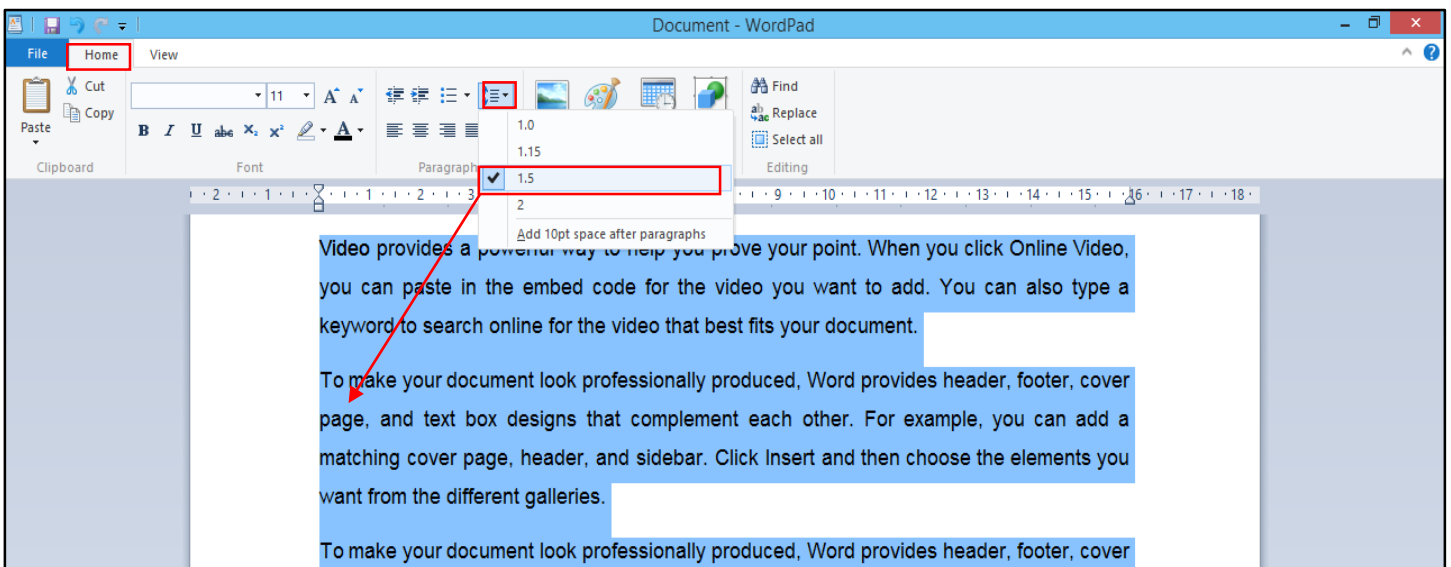 Document - WordPad
File Home View
Cut
Copy
Paste
11 A A
B I U abc X₂ X² A
Find
Replace
Select all
Clipboard Font Paragraph Editing
1.0
1.15
1.5
2
Add 10pt space after paragraphs
2 1 1 2 3 9 10 11 12 13 14 15 16 17 18
Video provides a powerful way to help you prove your point. When you click Online Video,
you can paste in the embed code for the video you want to add. You can also type a
keyword to search online for the video that best fits your document.
To make your document look professionally produced, Word provides header, footer, cover
page, and text box designs that complement each other. For example, you can add a
matching cover page, header, and sidebar. Click Insert and then choose the elements you
want from the different galleries.
To make your document look professionally produced, Word provides header, footer, cover